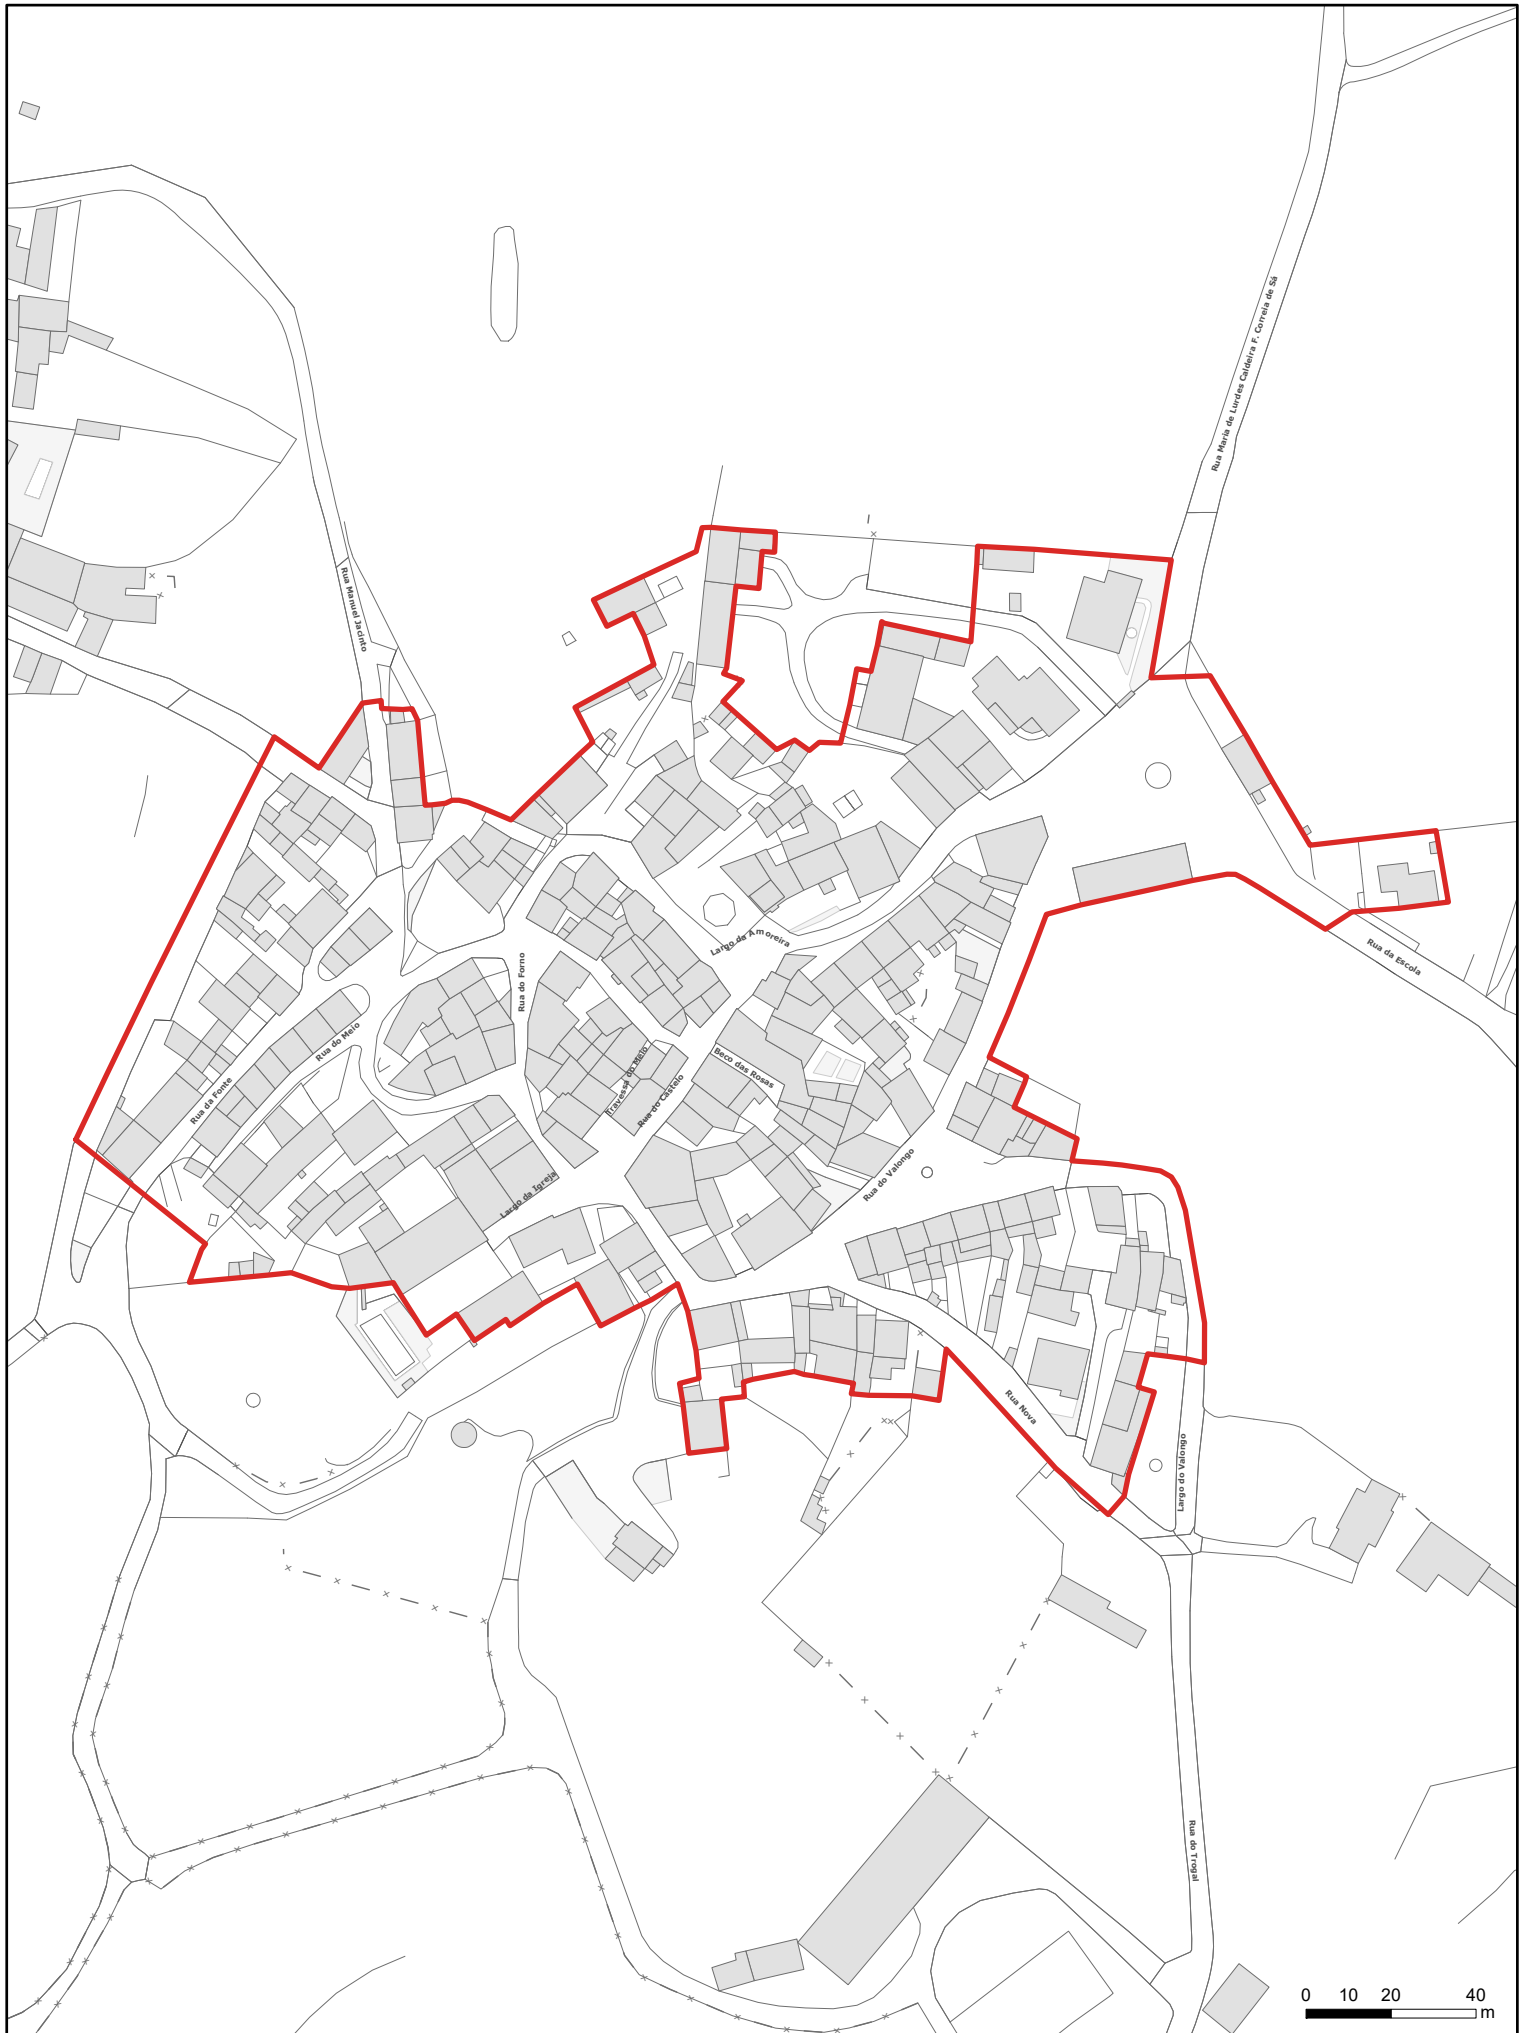 Rua Maria de Lurdes Caldeira F. Correia de Sá
Rua Manuel Jacinto
Largo da Amoreira
Rua da Escola
Rua do Forno
Rua do Meio
Travessa do Meio
Beco das Rosas
Rua da Fonte
Rua do Castelo
Rua do Valongo
Largo da Igreja
Rua Nova
Largo do Valongo
Rua do Trogal
0 10 20 40
m